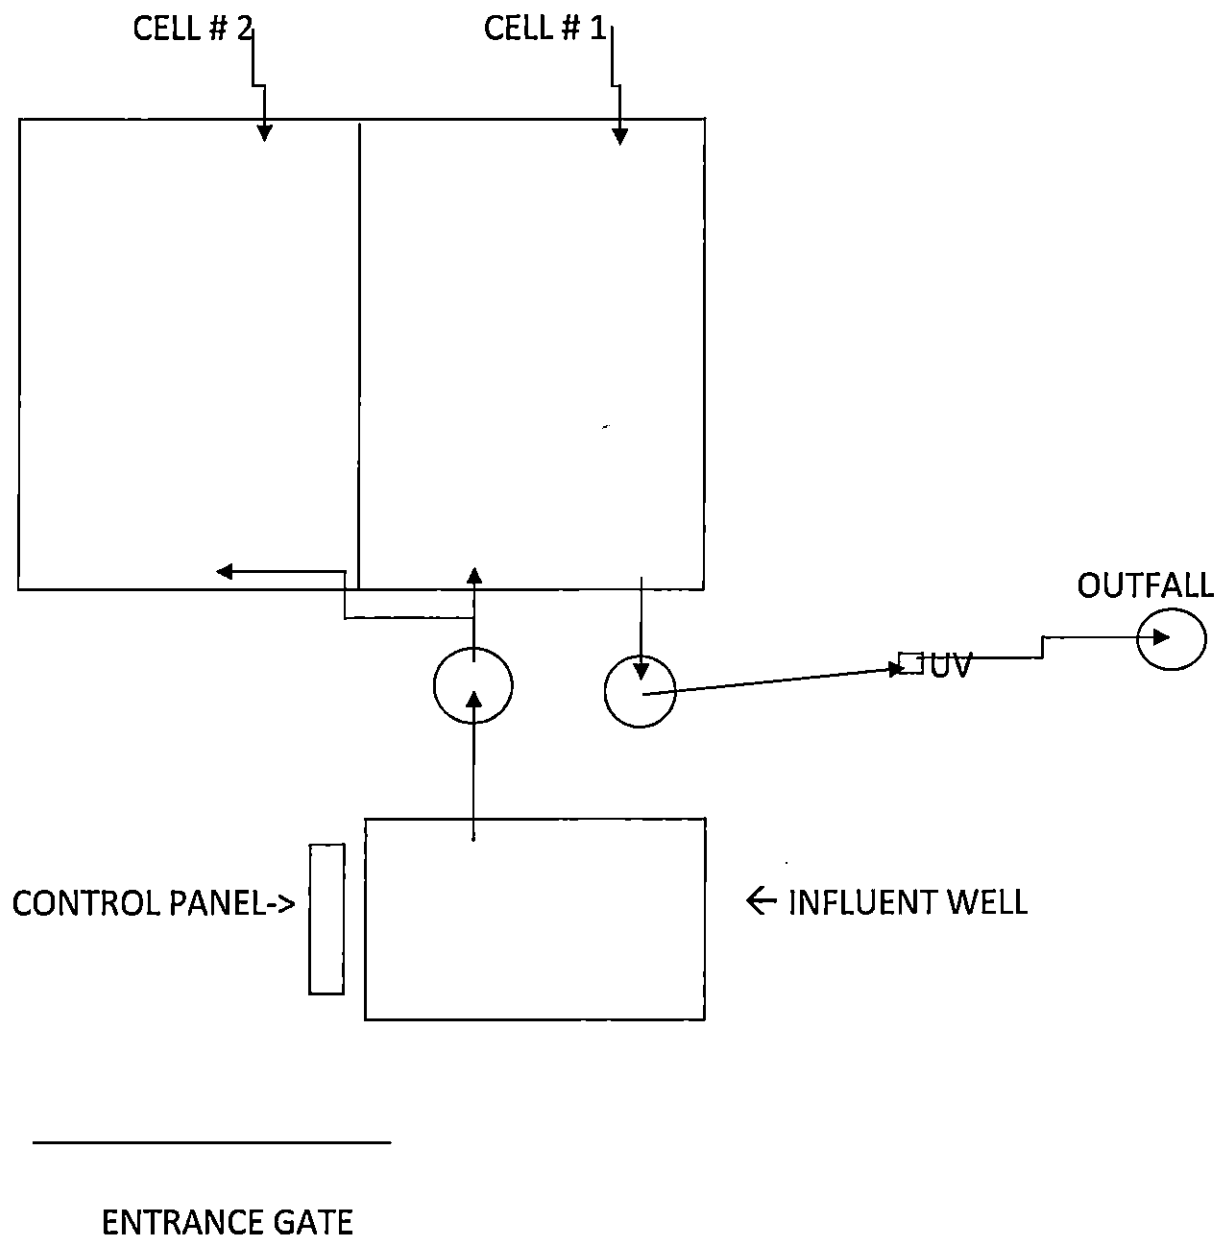 CELL # 2
CELL # 1
OUTFALL
UV
CONTROL PANEL->
← INFLUENT WELL
ENTRANCE GATE